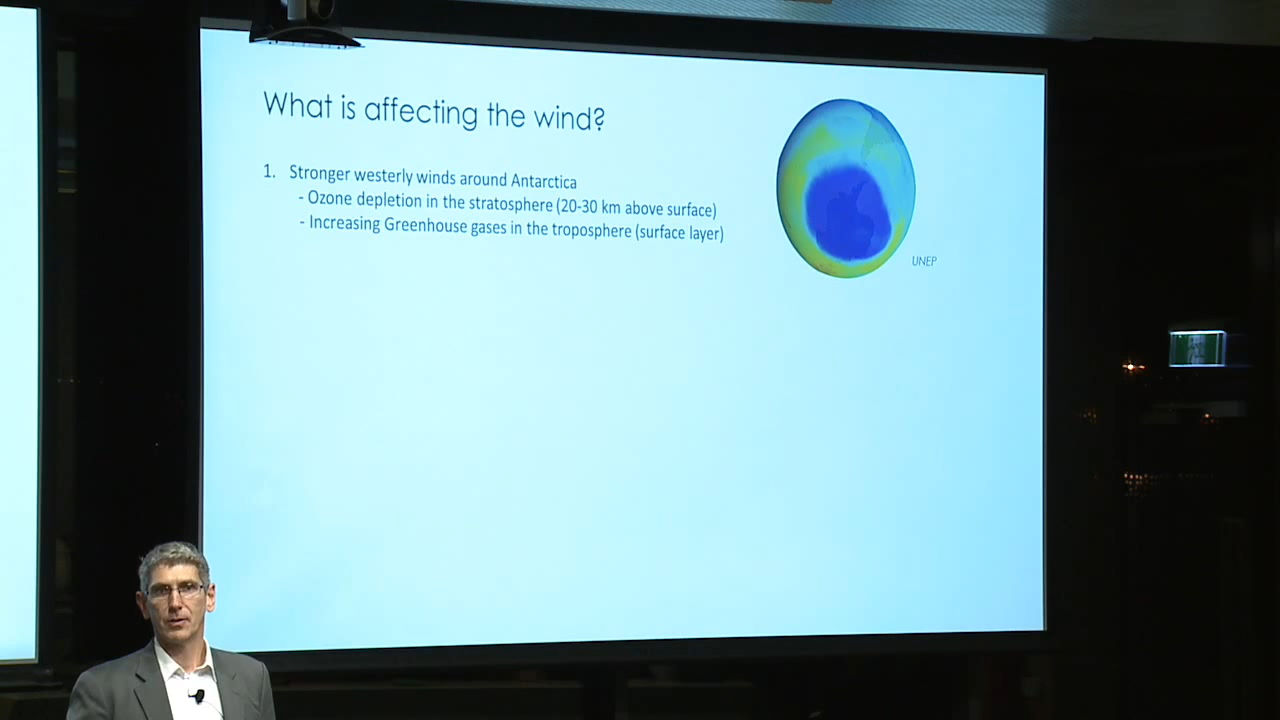 What is affecting the wind?
1. Stronger westerly winds around Antarctica
- Ozone depletion in the stratosphere (20-30 km above surface)
- Increasing Greenhouse gases in the troposphere (surface layer)
UNEP